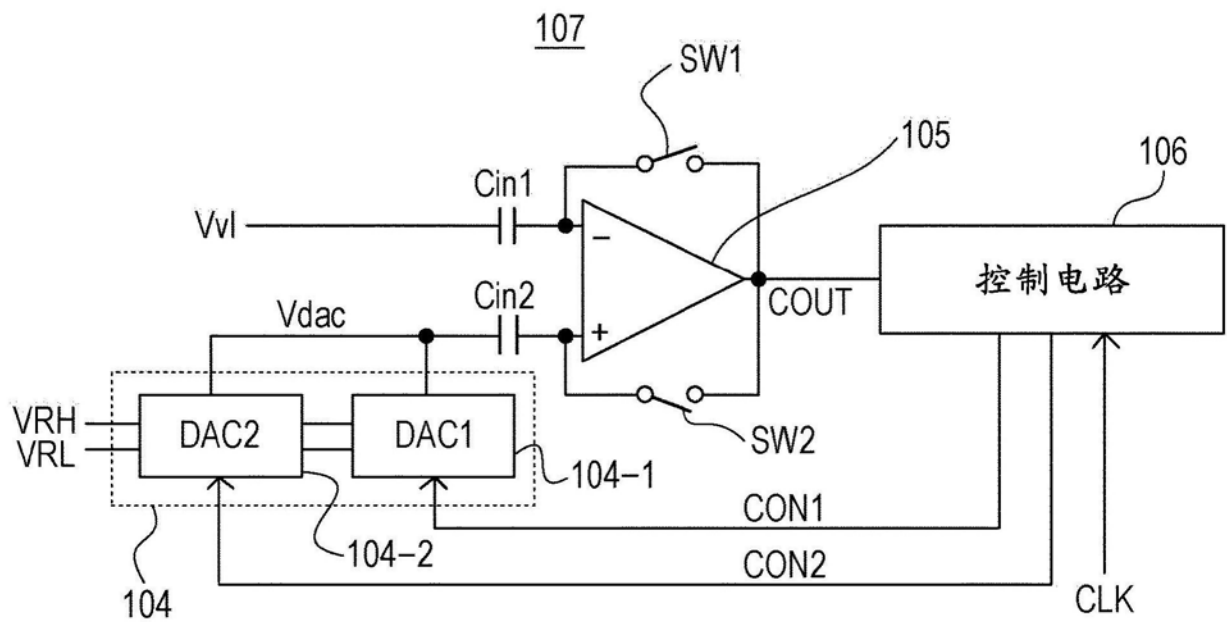 107
SW1
105
106
Cin1
Vvl
−
控制电路
Cin2
COUT
Vdac
+
VRH
DAC2
DAC1
VRL
SW2
104–1
CON1
104–2
CON2
104
CLK